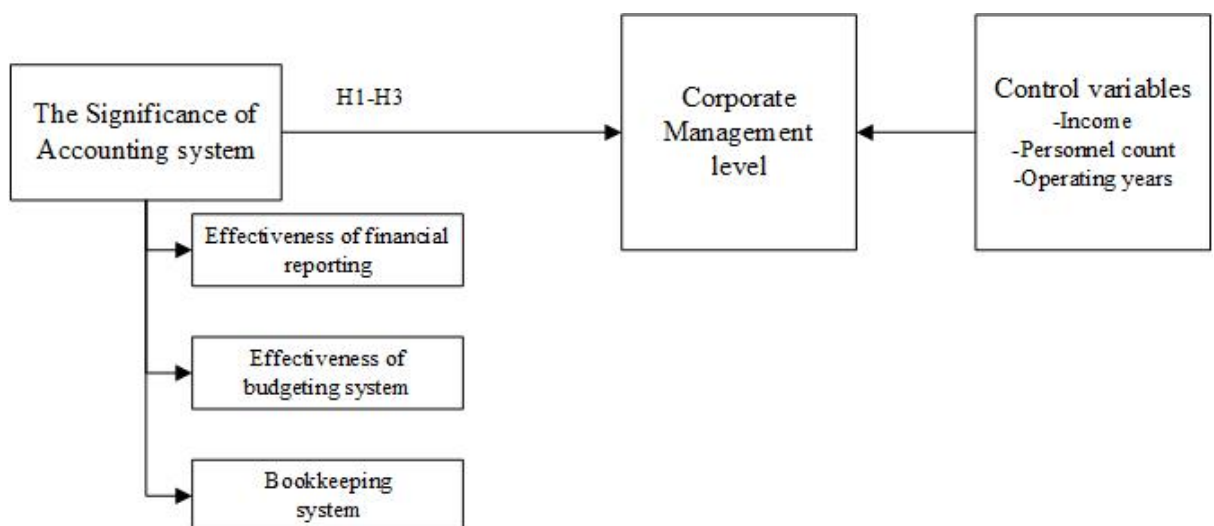 The Significance of
Accounting system
H1-H3
Corporate
Management
level
Control variables
-Income
-Personnel count
-Operating years
Effectiveness of financial
reporting
Effectiveness of
budgeting system
Bookkeeping
system